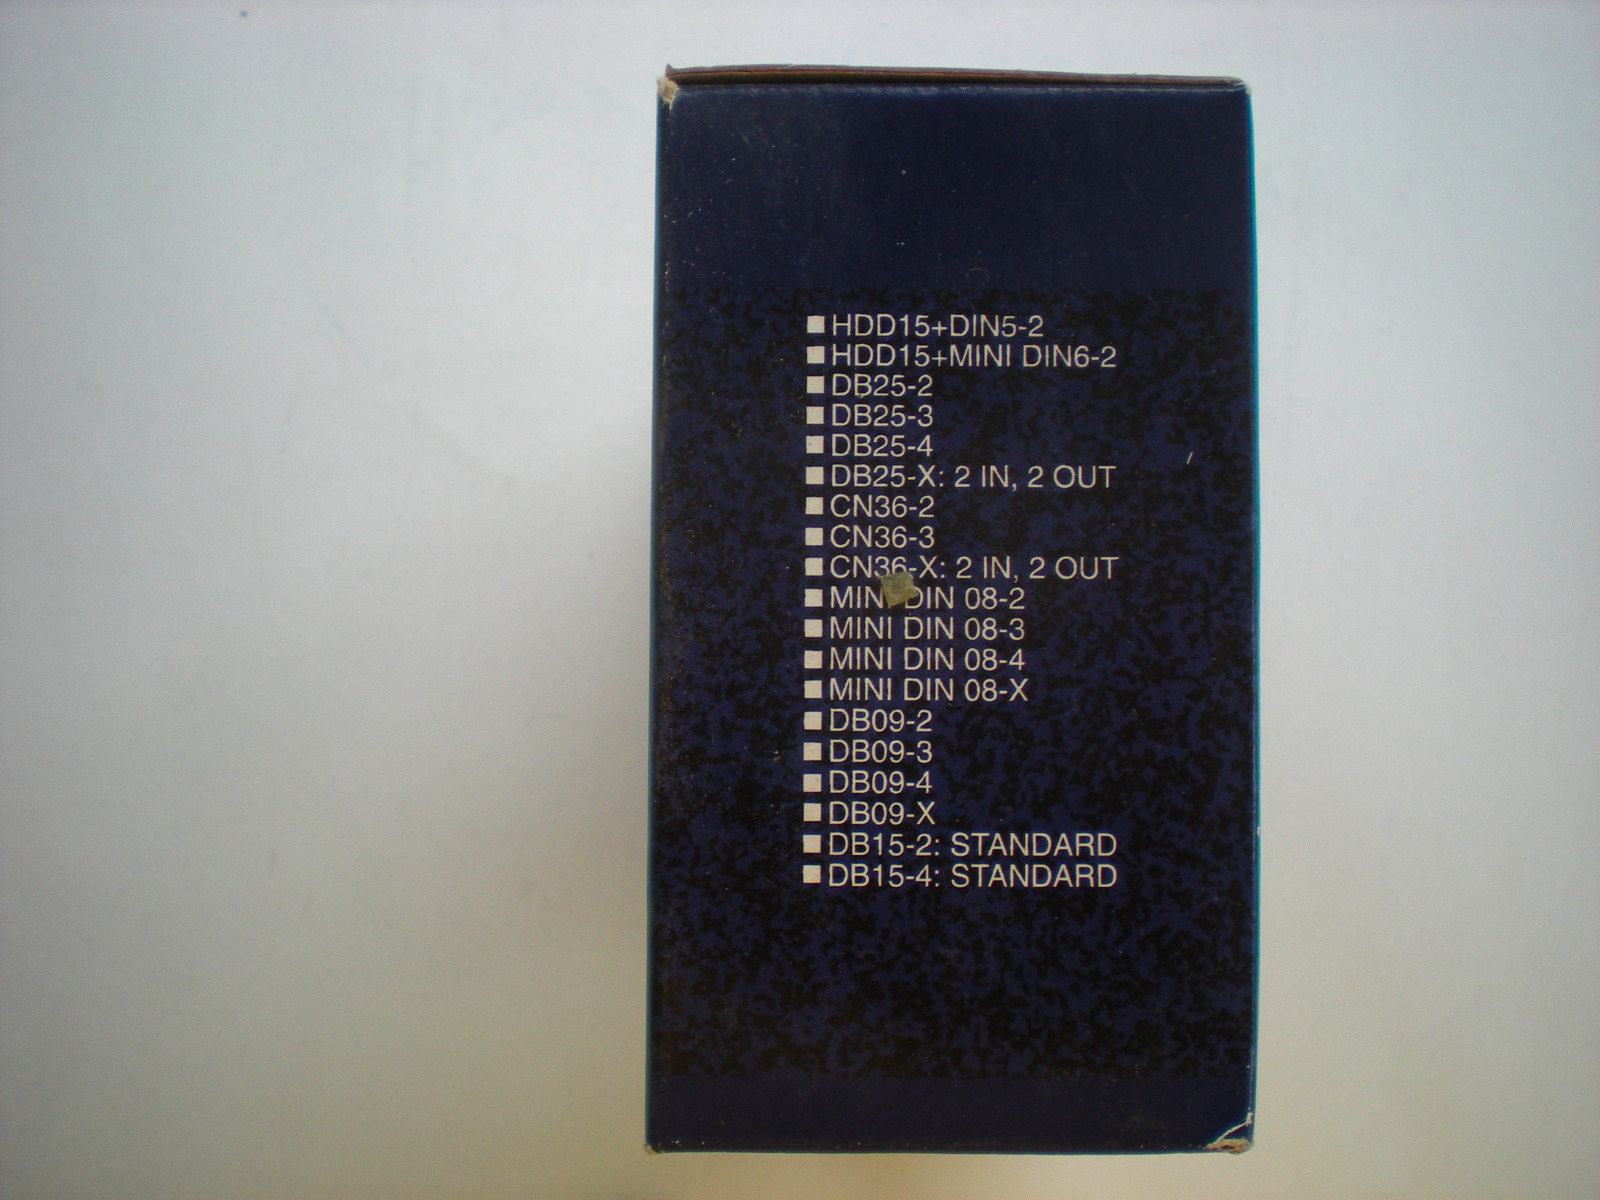 HDD15+DIN5-2
HDD15+MINI DIN6-2
DB25-2
DB25-3
DB25-4
DB25-X: 2 IN, 2 OUT
CN36-2
CN36-3
CN36-X: 2 IN, 2 OUT
MINI DIN 08-2
MINI DIN 08-3
MINI DIN 08-4
MINI DIN 08-X
DB09-2
DB09-3
DB09-4
DB09-X
DB15-2: STANDARD
DB15-4: STANDARD